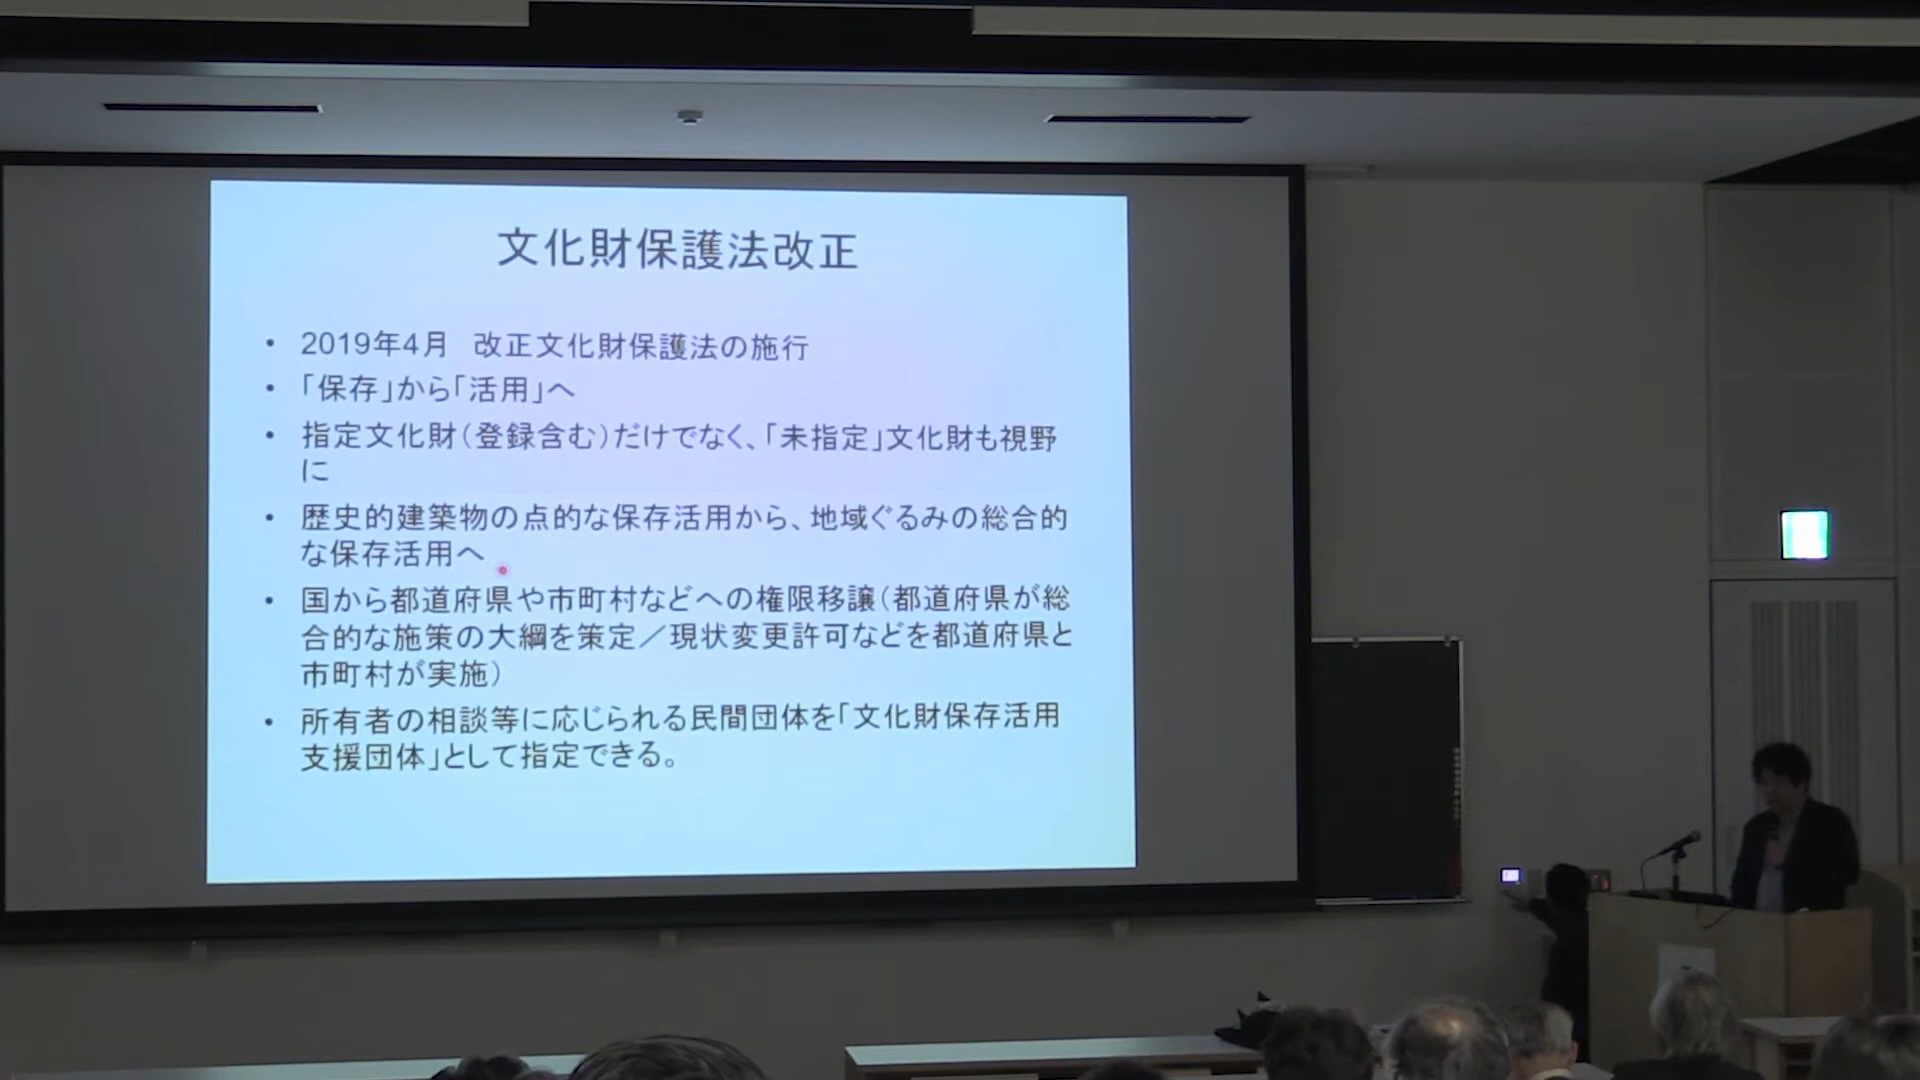 文化財保護法改正
• 2019年4月　改正文化財保護法の施行
• 「保存」から「活用」へ
• 指定文化財(登録含む)だけでなく、「未指定」文化財も視野
に
• 歴史的建築物の点的な保存活用から、地域ぐるみの総合的
な保存活用へ
• 国から都道府県や市町村などへの権限移譲(都道府県が総
合的な施策の大綱を策定／現状変更許可などを都道府県と
市町村が実施)
• 所有者の相談等に応じられる民間団体を「文化財保存活用
支援団体」として指定できる。